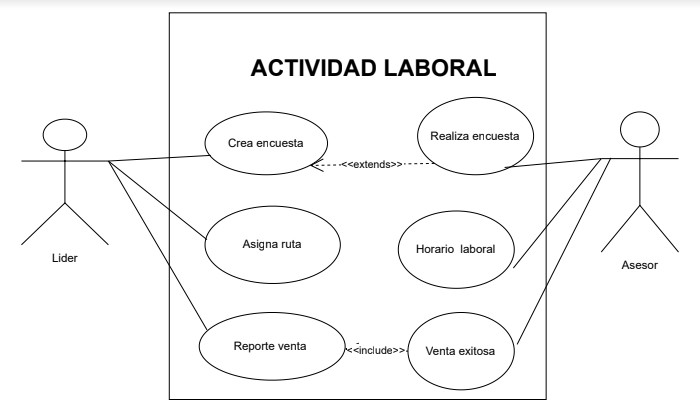 ACTIVIDAD LABORAL
Crea encuesta
Realiza encuesta
<<extends>>
Asigna ruta
Horario laboral
Lider
Asesor
Reporte venta
<<include>>
Venta exitosa